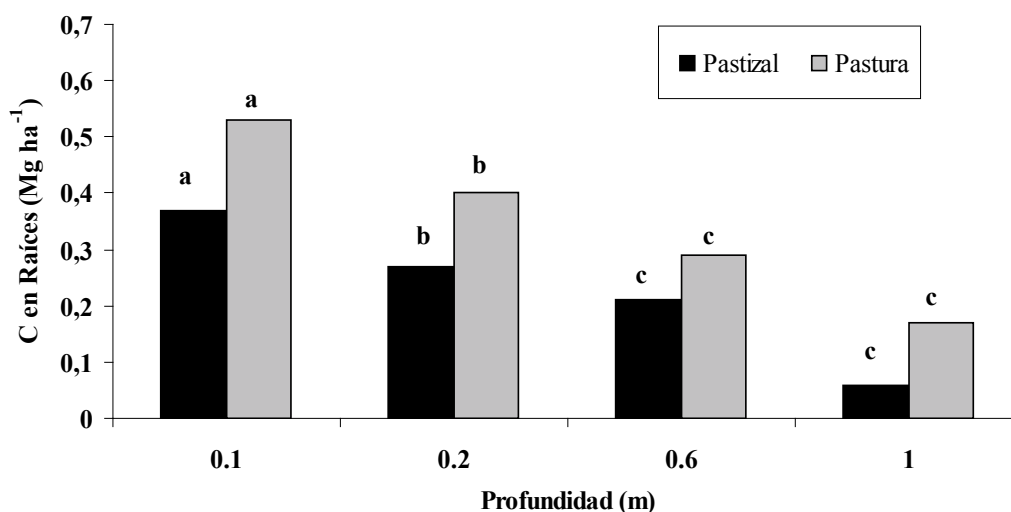 0,7
0,6
0,5
0,4
0,3
0,2
0,1
0
C en Raíces (Mg ha-1)
Pastizal Pastura
a a
b b
c c
c c
0.1 0.2 0.6 1
Profundidad (m)